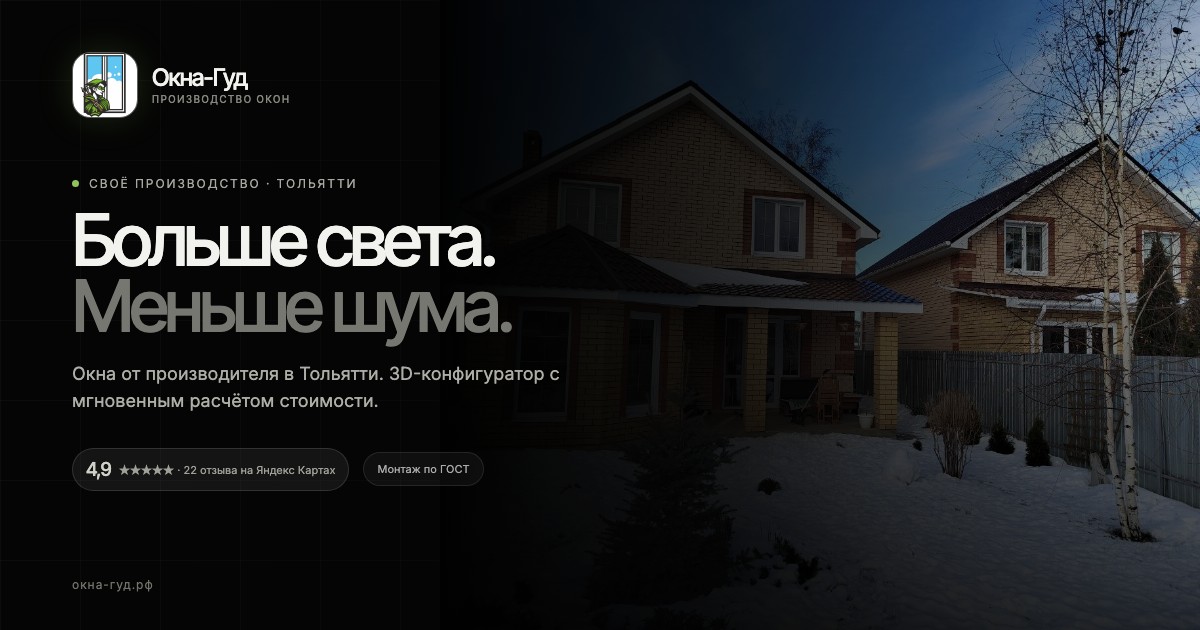 Окна-Гуд
ПРОИЗВОДСТВО ОКОН
СВОЁ ПРОИЗВОДСТВО · ТОЛЬЯТТИ
Больше света.
Меньше шума.
Окна от производителя в Тольятти. 3D-конфигуратор с
мгновенным расчётом стоимости.
4,9 ★★★★★ · 22 отзыва на Яндекс Картах
Монтаж по ГОСТ
окна-гуд.рф